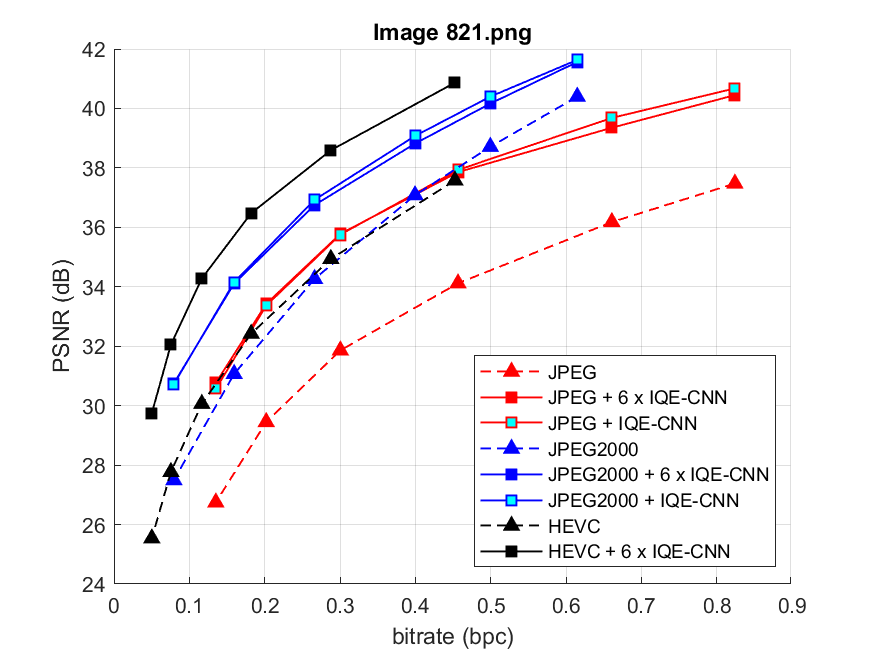 Image 821.png
PSNR (dB)
42
40
38
36
34
32
30
28
26
24
0 0.1 0.2 0.3 0.4 0.5 0.6 0.7 0.8 0.9
bitrate (bpc)
JPEG
JPEG + 6 x IQE-CNN
JPEG + IQE-CNN
JPEG2000
JPEG2000 + 6 x IQE-CNN
JPEG2000 + IQE-CNN
HEVC
HEVC + 6 x IQE-CNN